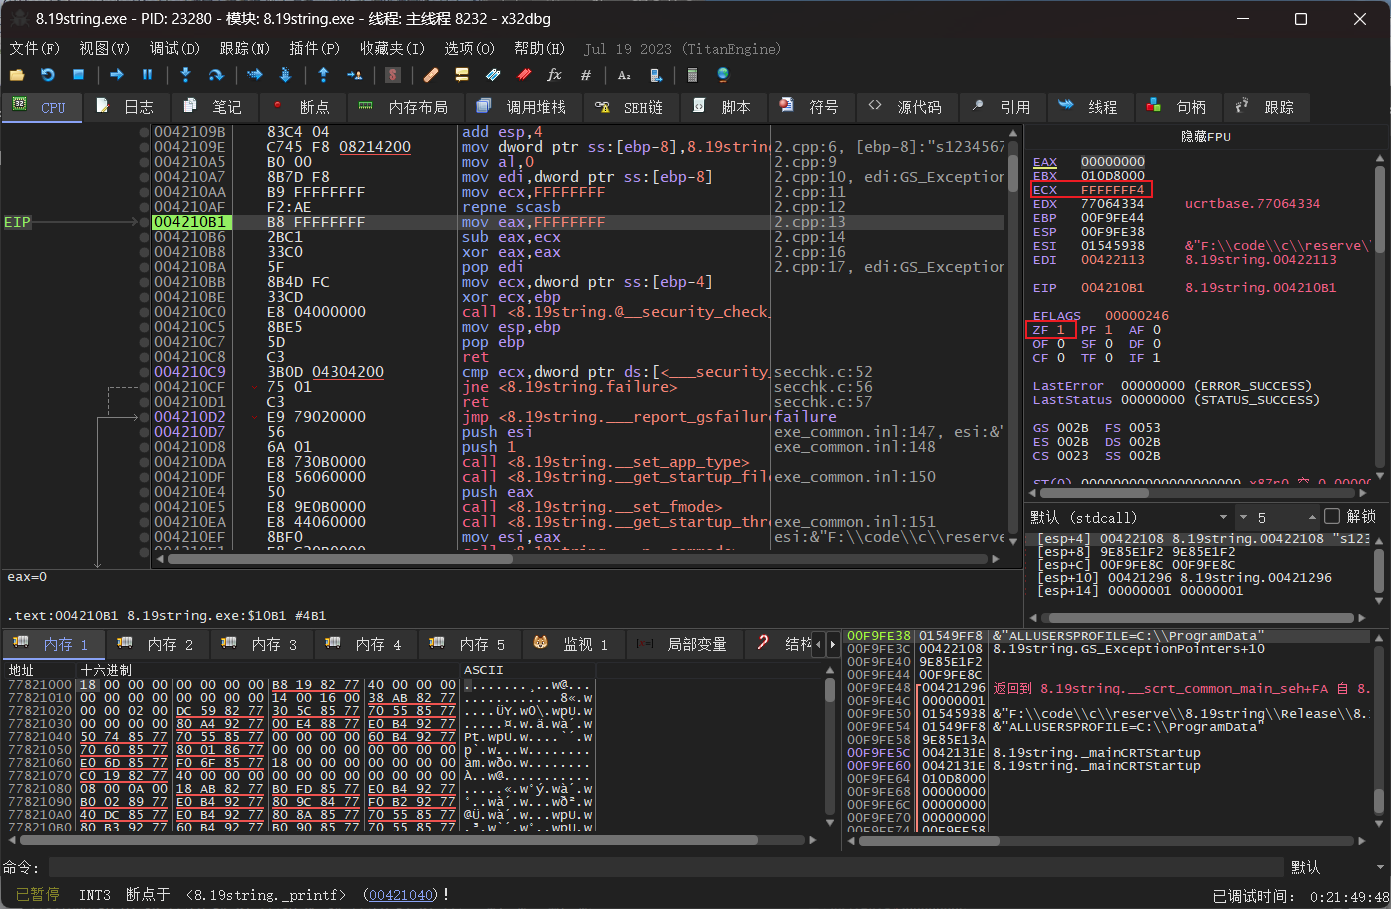 8.19string.exe - PID: 23280 - 模块: 8.19string.exe - 线程: 主线程 8232 - x32dbg
文件(F) 视图(V) 调试(D) 跟踪(N) 插件(P) 收藏夹(I) 选项(O) 帮助(H) Jul 19 2023 (TitanEngine)
CPU 日志 笔记 断点 内存布局 调用堆栈 SEH链 脚本 符号 源代码 引用 线程 句柄 跟踪
0042109B 83C4 04 add esp,4
0042109E C745 F8 08214200 mov dword ptr ss:[ebp-8],8.19strin 2.cpp:6, [ebp-8]:"s1234567
004210A5 B0 00 mov al,0 2.cpp:9
004210A7 8B7D F8 mov edi,dword ptr ss:[ebp-8] 2.cpp:10, edi:GS_Exception
004210AA B9 FFFFFFFF mov ecx,FFFFFFFF 2.cpp:11
004210AF F2:AE repne scasb 2.cpp:12
EIP 004210B1 B8 FFFFFFFF mov eax,FFFFFFFF 2.cpp:13
004210B6 2BC1 sub eax,ecx 2.cpp:14
004210B8 33C0 xor eax,eax 2.cpp:16
004210BA 5F pop edi 2.cpp:17, edi:GS_Exception
004210BB 8B4D FC mov ecx,dword ptr ss:[ebp-4]
004210BE 33CD xor ecx,ebp
004210C0 E8 04000000 call <8.19string.@__security_check_
004210C5 8BE5 mov esp,ebp
004210C7 5D pop ebp
004210C8 C3 ret
004210C9 3B0D 04304200 cmp ecx,dword ptr ds:[<___security_ secchk.c:52
004210CF 75 01 jne <8.19string.failure> secchk.c:56
004210D1 C3 ret secchk.c:57
004210D2 E9 79020000 jmp <8.19string.___report_gsfailure failure
004210D7 56 push esi exe_common.inl:147, esi:&"
004210D8 6A 01 push 1 exe_common.inl:148
004210DA E8 730B0000 call <8.19string.__set_app_type>
004210DF E8 56060000 call <8.19string.__get_startup_file exe_common.inl:150
004210E4 50 push eax
004210E5 E8 9E0B0000 call <8.19string.__set_fmode>
004210EA E8 44060000 call <8.19string.__get_startup_thre exe_common.inl:151
004210EF 8BF0 mov esi,eax esi:&"F:\\code\\c\\reserve
eax=0
.text:004210B1 8.19string.exe:$10B1 #4B1
隐藏FPU
EAX 00000000
EBX 010D8000
ECX FFFFFFF4
EDX 77064334 ucrtbase.77064334
EBP 00F9FE44
ESP 00F9FE38
ESI 01545938 &"F:\\code\\c\\reserve\
EDI 00422113 8.19string.00422113
EIP 004210B1 8.19string.004210B1
EFLAGS 00000246
ZF 1 PF 1 AF 0
OF 0 SF 0 DF 0
CF 0 TF 0 IF 1
LastError 00000000 (ERROR_SUCCESS)
LastStatus 00000000 (STATUS_SUCCESS)
GS 002B FS 0053
ES 002B DS 002B
CS 0023 SS 002B
默认 (stdcall) 5 解锁
[esp+4] 00422108 8.19string.00422108 "s123
[esp+8] 9E85E1F2 9E85E1F2
[esp+C] 00F9FE8C 00F9FE8C
[esp+10] 00421296 8.19string.00421296
[esp+14] 00000001 00000001
内存 1 内存 2 内存 3 内存 4 内存 5 监视 1 局部变量 结构
地址 十六进制 ASCII
77821000 18 00 00 00 00 00 00 00 B8 19 82 77 40 00 00 00
77821010 00 00 00 00 00 00 00 00 14 00 16 00 38 AB 82 77
77821020 00 00 02 00 DC 59 82 77 30 5C 85 77 70 55 85 77
77821030 00 00 00 00 80 A4 92 77 00 E4 88 77 E0 B4 92 77
77821040 50 74 85 77 70 55 85 77 00 00 00 00 60 B4 92 77
77821050 70 60 85 77 80 01 86 77 00 00 00 00 00 00 00 00
77821060 E0 6D 85 77 F0 6F 85 77 18 00 00 00 00 00 00 00
77821070 C0 19 82 77 40 00 00 00 00 00 00 00 00 00 00 00
77821080 08 00 0A 00 18 AB 82 77 B0 FD 85 77 E0 B4 92 77
77821090 B0 02 89 77 E0 B4 92 77 80 9C 84 77 F0 B2 92 77
778210A0 40 DC 85 77 E0 B4 92 77 80 8A 85 77 70 55 85 77
778210B0 80 B3 92 77 60 B4 92 77 B0 90 85 77 70 55 85 77
00F9FE38 01549FF8 &"ALLUSERSPROFILE=C:\\ProgramData"
00F9FE3C 00422108 8.19string.GS_ExceptionPointers+10
00F9FE40 9E85E1F2
00F9FE44 00F9FE8C
00F9FE48 00421296 返回到 8.19string.__scrt_common_main_seh+FA 自 8.
00F9FE4C 00000001
00F9FE50 01545938 &"F:\\code\\c\\reserve\\8.19string\\Release\\8.1
00F9FE54 01549FF8 &"ALLUSERSPROFILE=C:\\ProgramData"
00F9FE58 9E85E13A
00F9FE5C 0042131E 8.19string._mainCRTStartup
00F9FE60 0042131E 8.19string._mainCRTStartup
00F9FE64 010D8000
00F9FE68 00000000
00F9FE6C 00000000
00F9FE70 00000000
00F9FE74 00F9FE58
命令: 默认
已暂停 INT3 断点于 <8.19string._printf> (00421040)! 已调试时间: 0:21:49:48